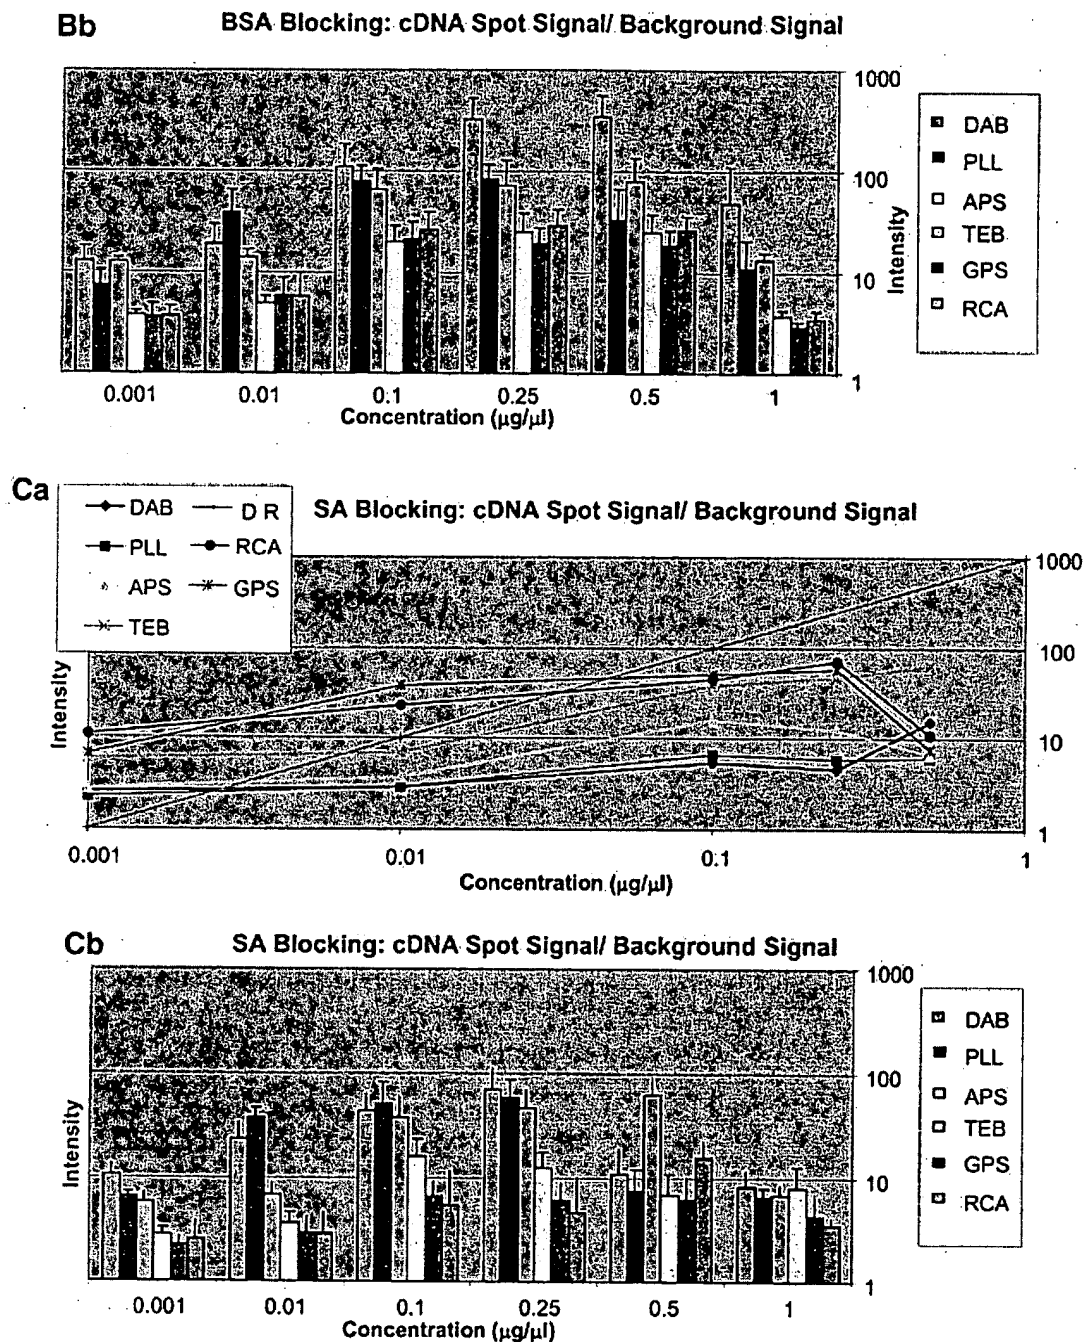 Bb
BSA Blocking: cDNA Spot Signal/ Background Signal
1000
100
10
1
Intensity
0.001 0.01 0.1 0.25 0.5 1
Concentration (µg/µl)
DAB
PLL
APS
TEB
GPS
RCA
Ca
DAB D R
PLL RCA
APS GPS
TEB
SA Blocking: cDNA Spot Signal/ Background Signal
1000
100
10
1
Intensity
0.001 0.01 0.1 1
Concentration (µg/µl)
Cb
SA Blocking: cDNA Spot Signal/ Background Signal
1000
100
10
1
Intensity
0.001 0.01 0.1 0.25 0.5 1
Concentration (µg/µl)
DAB
PLL
APS
TEB
GPS
RCA